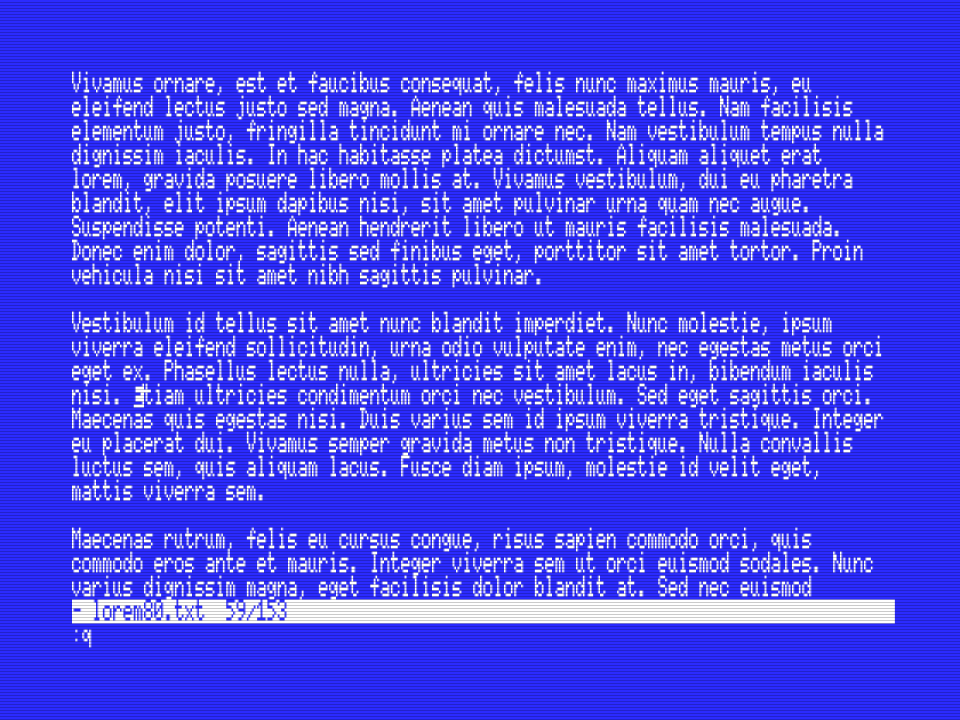 Vivamus ornare, est et faucibus consequat, felis nunc maximus mauris, eu
eleifend lectus justo sed magna. Aenean quis malesuada tellus. Nam facilisis
elementum justo, fringilla tincidunt mi ornare nec. Nam vestibulum tempus nulla
dignissim iaculis. In hac habitasse platea dictumst. Aliquam aliquet erat
lorem, gravida posuere libero mollis at. Vivamus vestibulum, dui eu pharetra
blandit, elit ipsum dapibus nisi, sit amet pulvinar urna quam nec augue.
Suspendisse potenti. Aenean hendrerit libero ut mauris facilisis malesuada.
Donec enim dolor, sagittis sed finibus eget, porttitor sit amet tortor. Proin
vehicula nisi sit amet nibh sagittis pulvinar.

Vestibulum id tellus sit amet nunc blandit imperdiet. Nunc molestie, ipsum
viverra eleifend sollicitudin, urna odio vulputate enim, nec egestas metus orci
eget ex. Phasellus lectus nulla, ultricies sit amet lacus in, bibendum iaculis
nisi. Etiam ultricies condimentum orci nec vestibulum. Sed eget sagittis orci.
Maecenas quis egestas nisi. Duis varius sem id ipsum viverra tristique. Integer
eu placerat dui. Vivamus semper gravida metus non tristique. Nulla convallis
luctus sem, quis aliquam lacus. Fusce diam ipsum, molestie id velit eget,
mattis viverra sem.

Maecenas rutrum, felis eu cursus congue, risus sapien commodo orci, quis
commodo eros ante et mauris. Integer viverra sem ut orci euismod sodales. Nunc
varius dignissim magna, eget facilisis dolor blandit at. Sed nec euismod
- lorem80.txt  59/153
:q